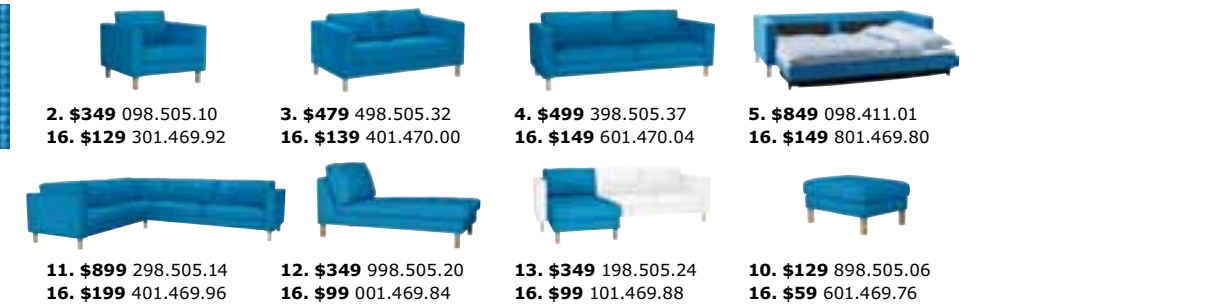 2. $349 098.505.10
16. $129 301.469.92
3. $479 498.505.32
16. $139 401.470.00
4. $499 398.505.37
16. $149 601.470.04
5. $849 098.411.01
16. $149 801.469.80
11. $899 298.505.14
16. $199 401.469.96
12. $349 998.505.20
16. $99 001.469.84
13. $349 198.505.24
16. $99 101.469.88
10. $129 898.505.06
16. $59 601.469.76